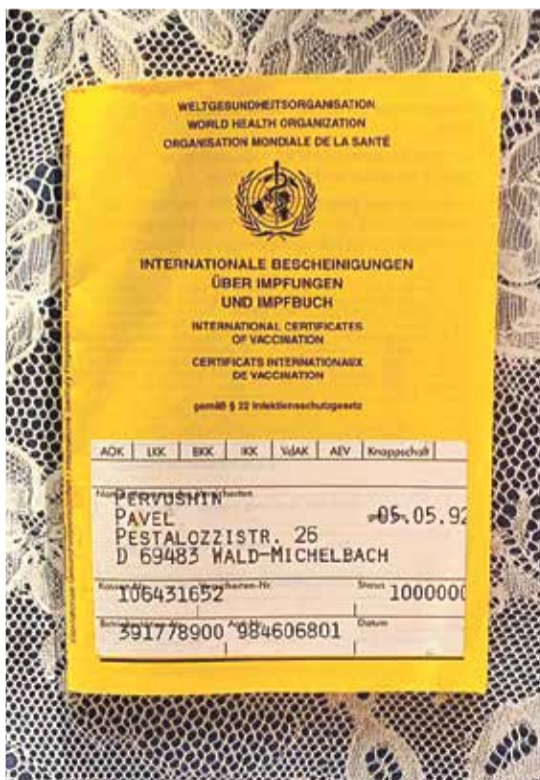 WELTGESUNDHEITSORGANISATION
WORLD HEALTH ORGANIZATION
ORGANISATION MONDIALE DE LA SANTÉ
INTERNATIONALE BESCHEINIGUNGEN
ÜBER IMPFUNGEN
UND IMPFBUCH
INTERNATIONAL CERTIFICATES
OF VACCINATION
CERTIFICATS INTERNATIONAUX
DE VACCINATION
gemäß § 22 Infektionsschutzgesetz
AOK LKK BKK IKK VdAK AEV Knappschaft
PERVUSHIN
PAVEL 05.05.92
PESTALOZZISTR. 26
D 69483 WALD-MICHELBACH
Status
106431652 1000000
Datum
391778900 984606801